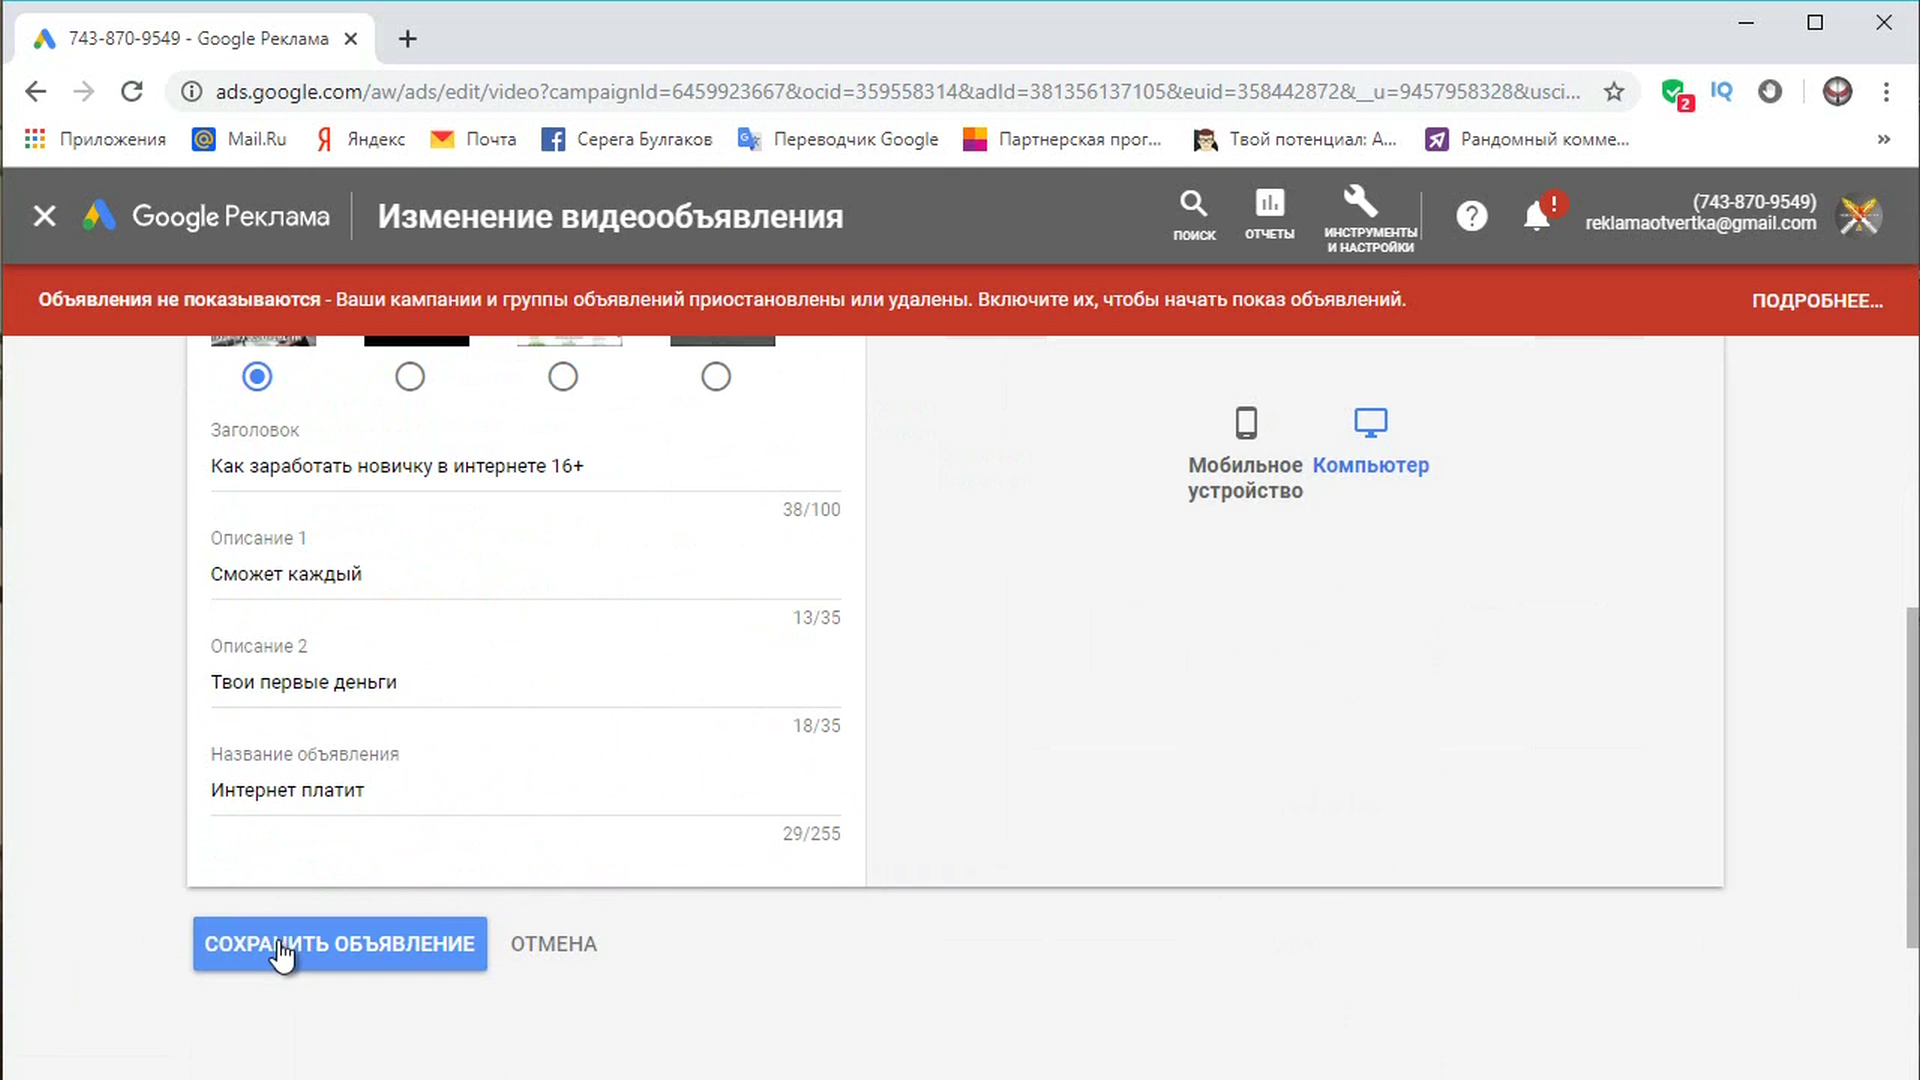 743-870-9549 - Google Реклама
ads.google.com/aw/ads/edit/video?campaignId=6459923667&ocid=359558314&adId=381356137105&euid=358442872&__u=9457958328&usci...
2
IQ
Приложения
Mail.Ru
Яндекс
Почта
Серега Булгаков
Переводчик Google
Партнерская прог...
Твой потенциал: А...
Рандомный комме...
»
Google Реклама
Изменение видеообъявления
ПОИСК
ОТЧЕТЫ
ИНСТРУМЕНТЫ
И НАСТРОЙКИ
(743-870-9549)
reklamaotvertka@gmail.com
Объявления не показываются - Ваши кампании и группы объявлений приостановлены или удалены. Включите их, чтобы начать показ объявлений.
ПОДРОБНЕЕ...
Заголовок
Как заработать новичку в интернете 16+
38/100
Описание 1
Сможет каждый
13/35
Описание 2
Твои первые деньги
18/35
Название объявления
Интернет платит
29/255
Мобильное
устройство
Компьютер
СОХРАНИТЬ ОБЪЯВЛЕНИЕ
ОТМЕНА